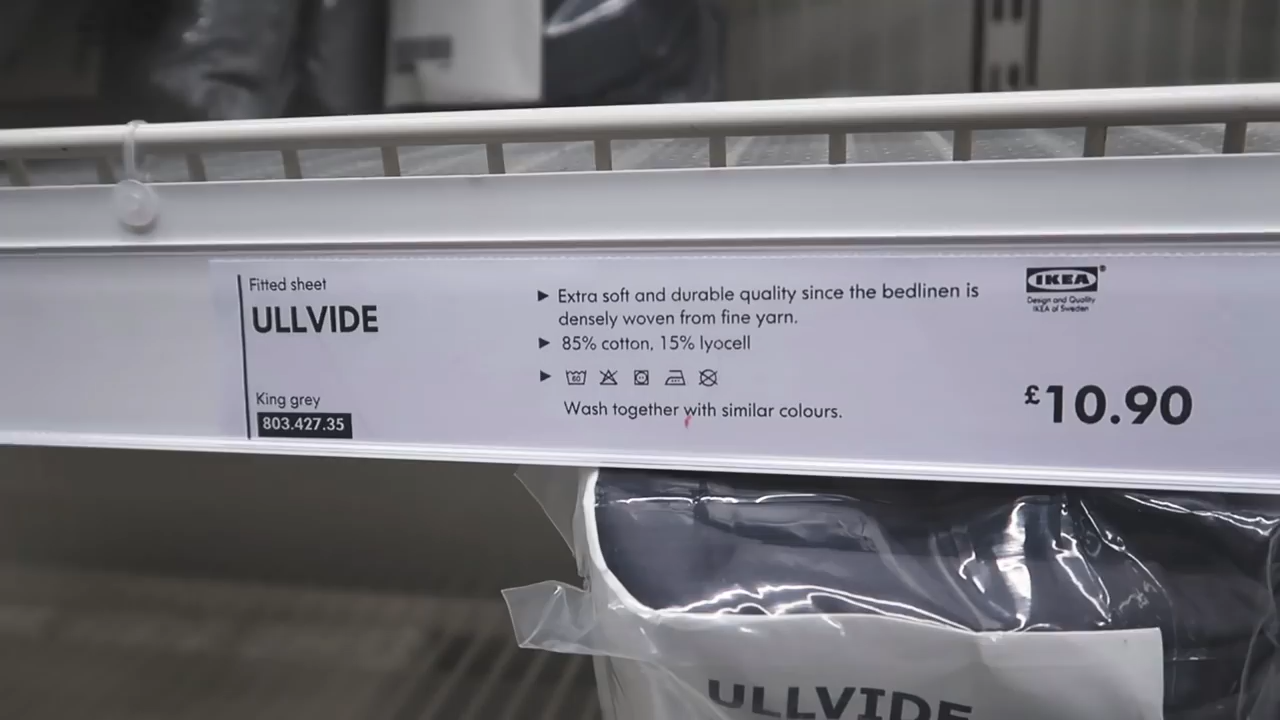 Fitted sheet
ULLVIDE
King grey
803.427.35
Extra soft and durable quality since the bedlinen is
densely woven from fine yarn.
85% cotton, 15% lyocell
60
Wash together with similar colours.
IKEA®
Design and Quality
IKEA of Sweden
£10.90
ULLVIDE